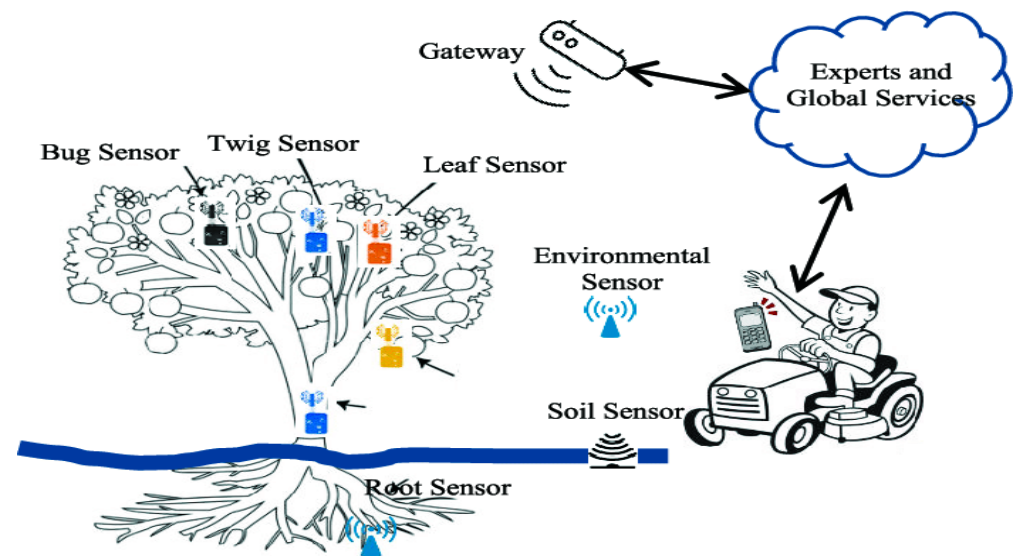 Gateway
Experts and
Global Services
Bug Sensor
Twig Sensor
Leaf Sensor
Environmental
Sensor
Soil Sensor
Root Sensor